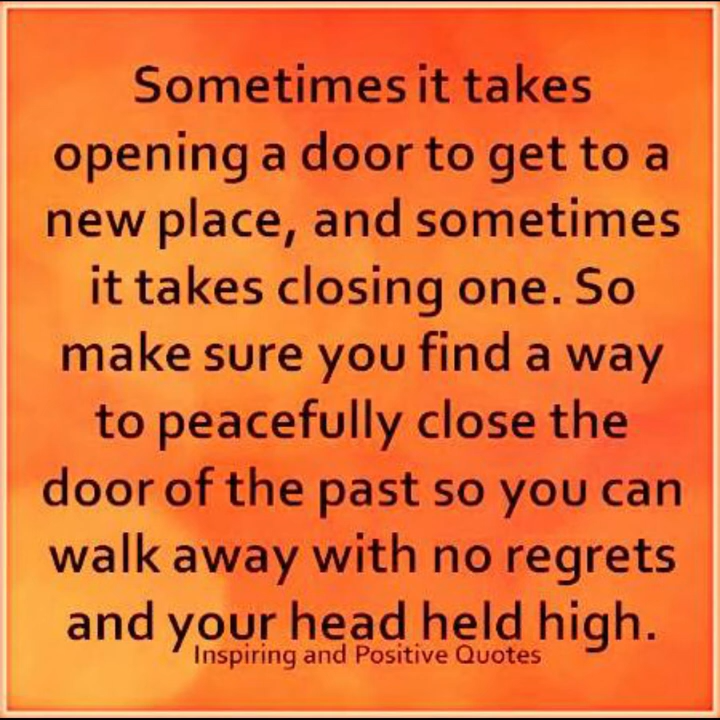 Sometimes it takes
opening a door to get to a
new place, and sometimes
it takes closing one. So
make sure you find a way
to peacefully close the
door of the past so you can
walk away with no regrets
and your head held high.
Inspiring and Positive Quotes